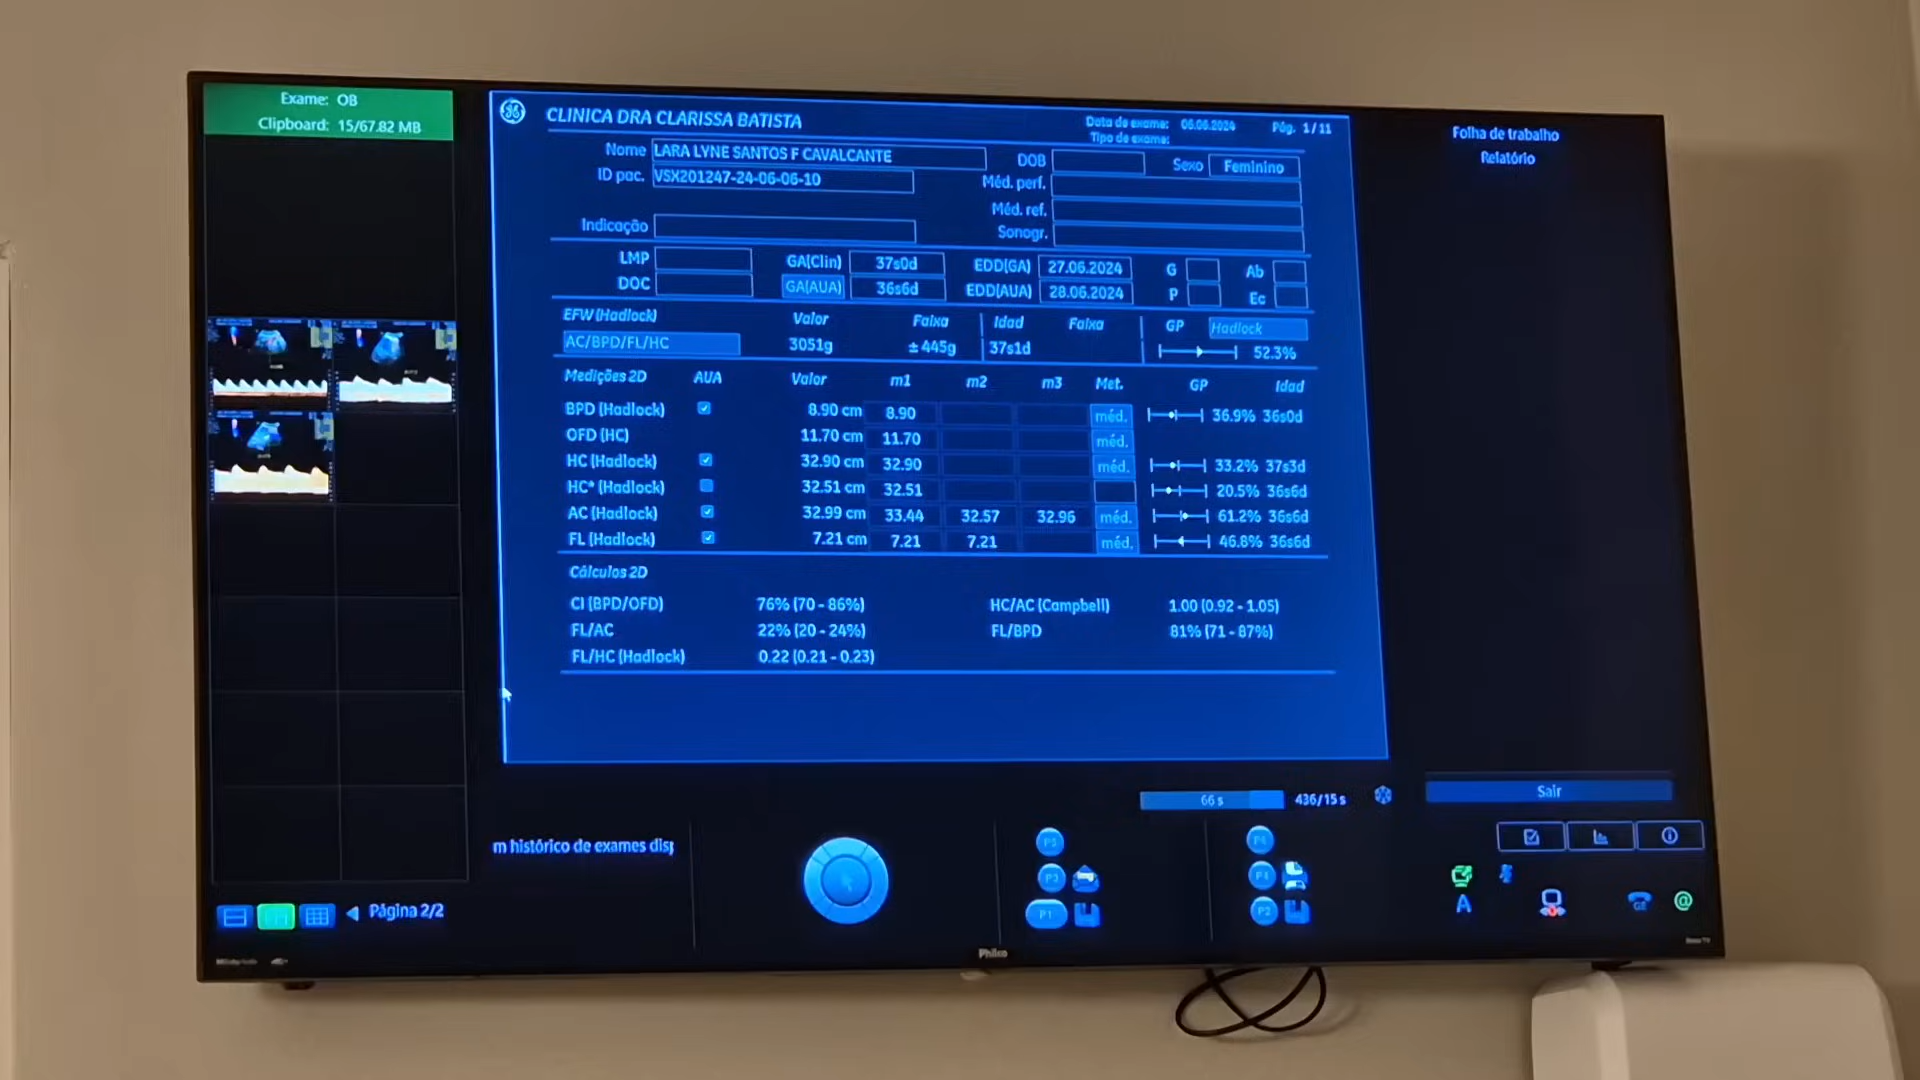 Exame: OB
Clipboard: 15/67.82 MB
CLINICA DRA CLARISSA BATISTA
Data do exame: 06.06.2024 Pág. 1/11
Tipo de exame:
Nome LARA LYNE SANTOS F CAVALCANTE DOB Sexo Feminino
ID pac. VSX201247-24-06-06-10 Méd. perf.
Méd. ref.
Indicação Sonogr.
LMP GA(Clin) 37s0d EDD(GA) 27.06.2024 G Ab
DOC GA(AUA) 36s6d EDD(AUA) 28.06.2024 P Ec
EFW (Hadlock) Valor Faixa Idad Faixa GP Hadlock
AC/BPD/FL/HC 3051g ± 445g 37s1d 52.3%
Medições 2D AUA Valor m1 m2 m3 Met. GP Idad
BPD (Hadlock) 8.90 cm 8.90 méd. 36.9% 36s0d
OFD (HC) 11.70 cm 11.70 méd.
HC (Hadlock) 32.90 cm 32.90 méd. 33.2% 37s3d
HC* (Hadlock) 32.51 cm 32.51 20.5% 36s6d
AC (Hadlock) 32.99 cm 33.44 32.57 32.96 méd. 61.2% 36s6d
FL (Hadlock) 7.21 cm 7.21 7.21 méd. 46.8% 36s6d
Cálculos 2D
CI (BPD/OFD) 76% (70 - 86%) HC/AC (Campbell) 1.00 (0.92 - 1.05)
FL/AC 22% (20 - 24%) FL/BPD 81% (71 - 87%)
FL/HC (Hadlock) 0.22 (0.21 - 0.23)
Folha de trabalho
Relatório
Sair
66 s 436/15 s
m histórico de exames disp
P5
P3
P1
P6
P4
P2
A
@
Página 2/2
Philco